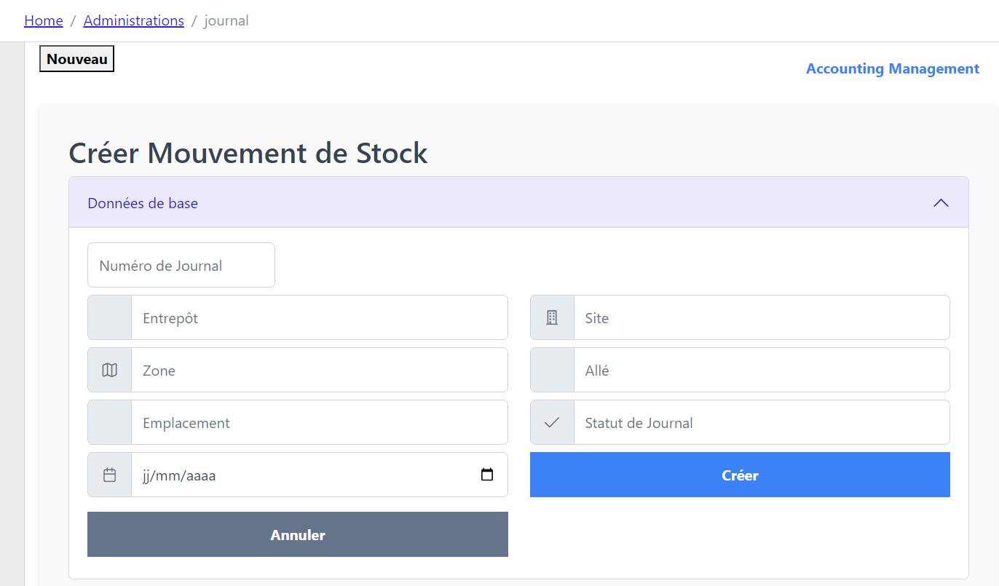 Home / Administrations / journal
Nouveau
Accounting Management
Créer Mouvement de Stock
Données de base
Numéro de Journal
Entrepôt
Site
Zone
Allé
Emplacement
Statut de Journal
jj/mm/aaaa
Créer
Annuler